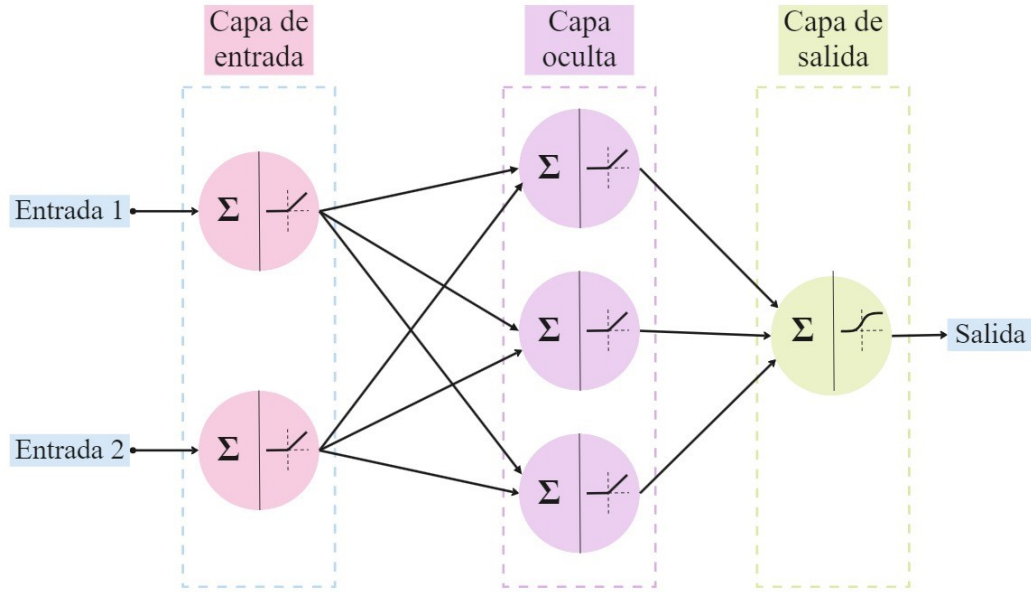 Capa de
entrada
Capa
oculta
Capa de
salida
Entrada 1
Entrada 2
Σ
Σ
Σ
Σ
Σ
Σ
Salida